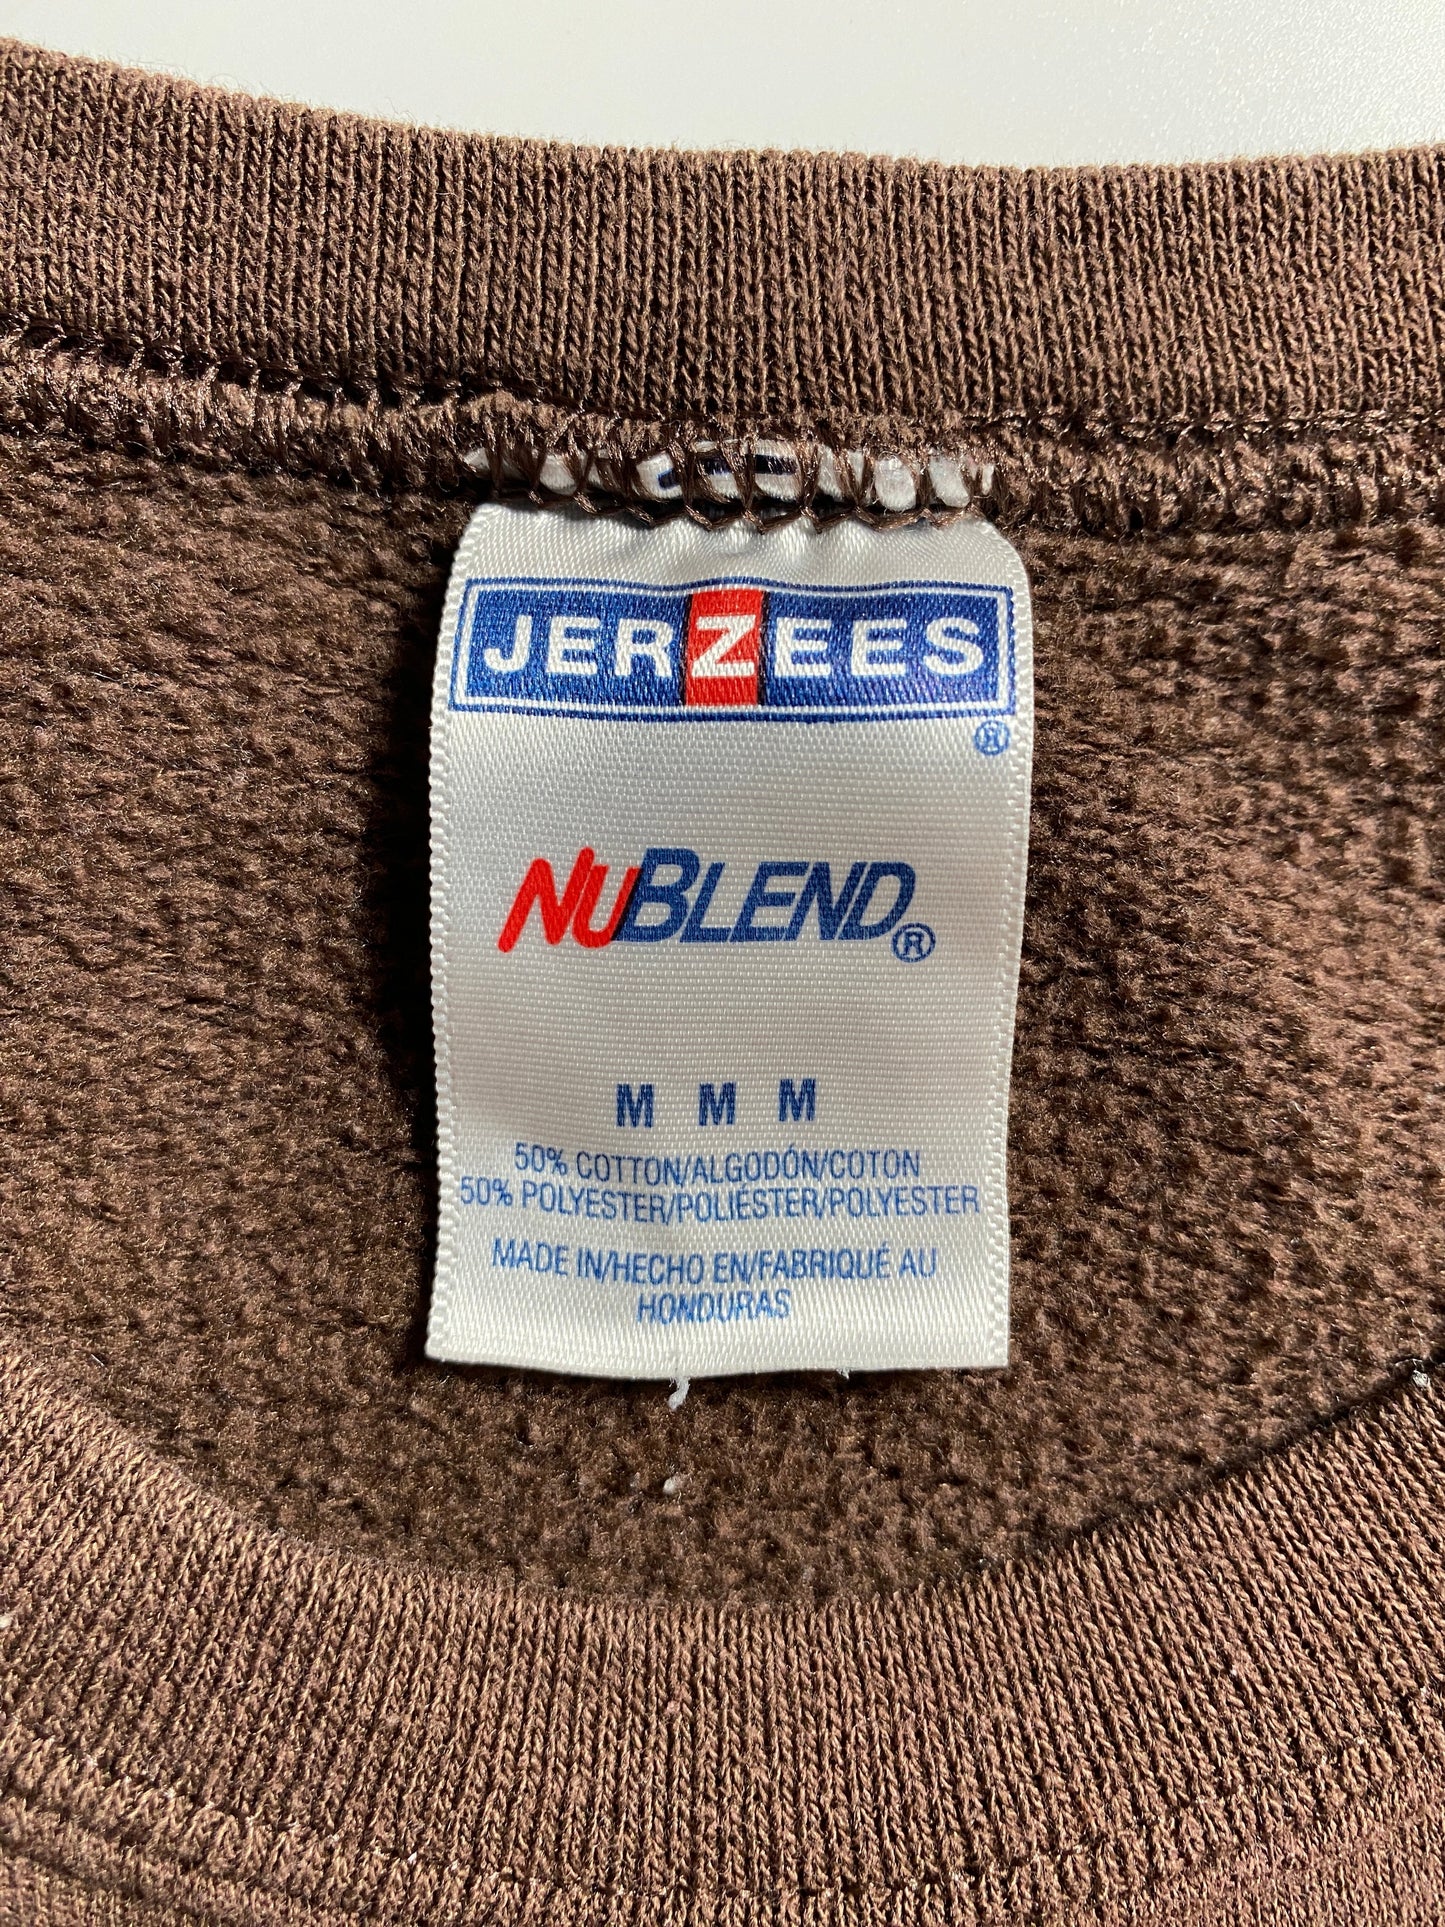 JERZEES
®
NUBLEND®
M M M
50% COTTON/ALGODÓN/COTON
50% POLYESTER/POLIÉSTER/POLYESTER
MADE IN/HECHO EN/FABRIQUÉ AU
HONDURAS